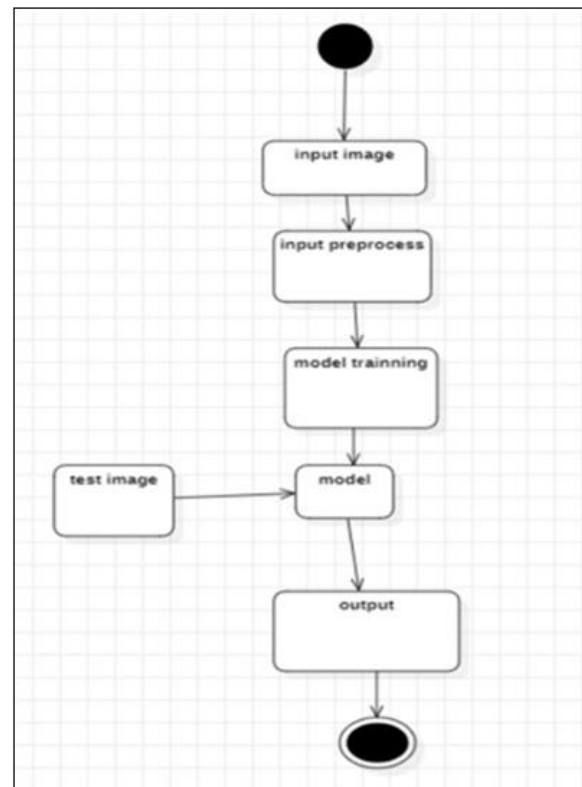 input image
input preprocess
model trainning
test image
model
output